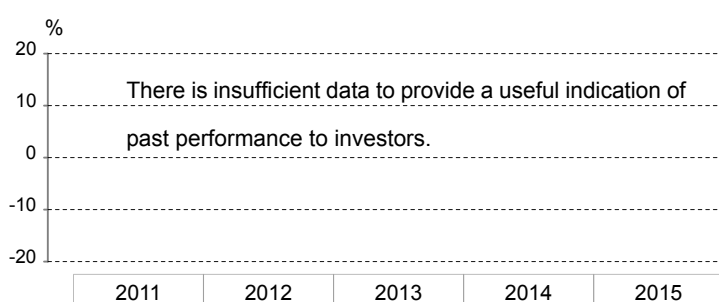 %
20
There is insufficient data to provide a useful indication of
10
past performance to investors.
0
-10
-20
2011 2012 2013 2014 2015